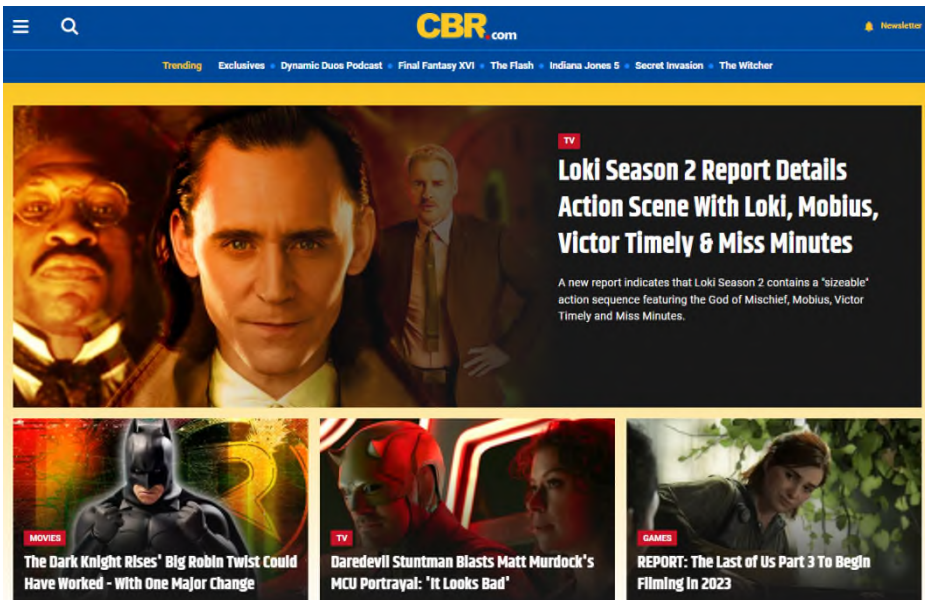 CBR.com
Newsletter
Trending Exclusives Dynamic Duos Podcast Final Fantasy XVI The Flash Indiana Jones 5 Secret Invasion The Witcher
TV
Loki Season 2 Report Details
Action Scene With Loki, Mobius,
Victor Timely & Miss Minutes
A new report indicates that Loki Season 2 contains a "sizeable"
action sequence featuring the God of Mischief, Mobius, Victor
Timely and Miss Minutes.
MOVIES
The Dark Knight Rises' Big Robin Twist Could
Have Worked - With One Major Change
TV
Daredevil Stuntman Blasts Matt Murdock's
MCU Portrayal: 'It Looks Bad'
GAMES
REPORT: The Last of Us Part 3 To Begin
Filming in 2023